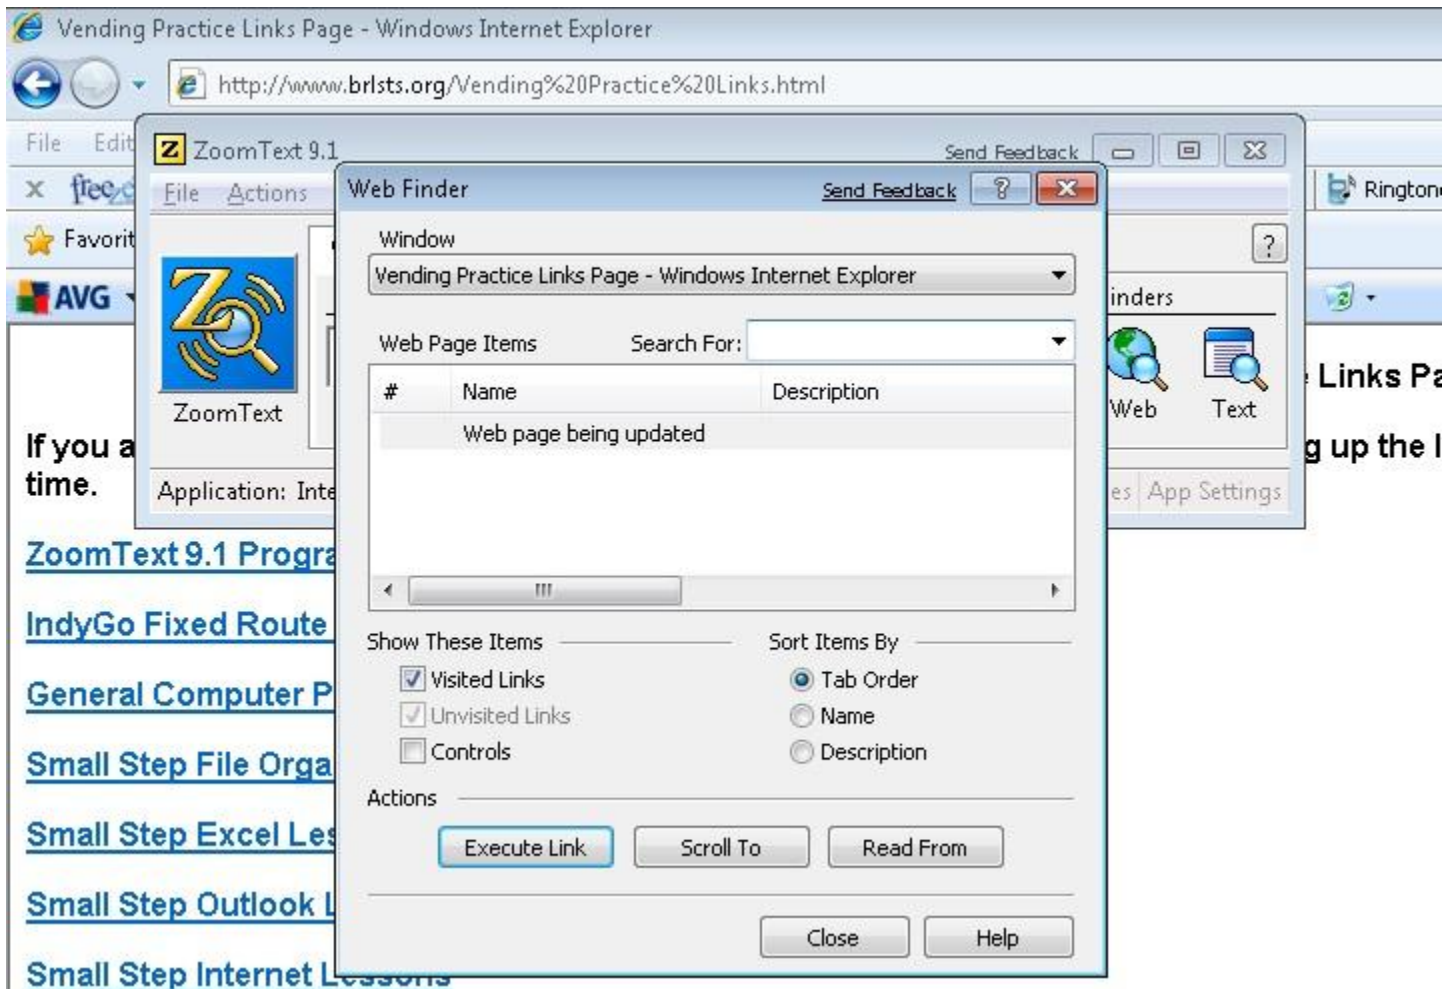 Vending Practice Links Page - Windows Internet Explorer
http://www.brlsts.org/Vending%20Practice%20Links.html
File Edit
ZoomText 9.1 Send Feedback
x free
File Actions
Web Finder Send Feedback ?
Ringtone
Favorit
Window
?
Vending Practice Links Page - Windows Internet Explorer
AVG
inders
Web Page Items Search For:
Links Pa
# Name Description
ZoomText
Web Text
Web page being updated
If you a
g up the l
time.
Application: Inte
es App Settings
ZoomText 9.1 Progra
IndyGo Fixed Route
Show These Items Sort Items By
Visited Links Tab Order
General Computer P
Unvisited Links Name
Controls Description
Small Step File Orga
Actions
Small Step Excel Les
Execute Link Scroll To Read From
Small Step Outlook L
Close Help
Small Step Internet Lessons